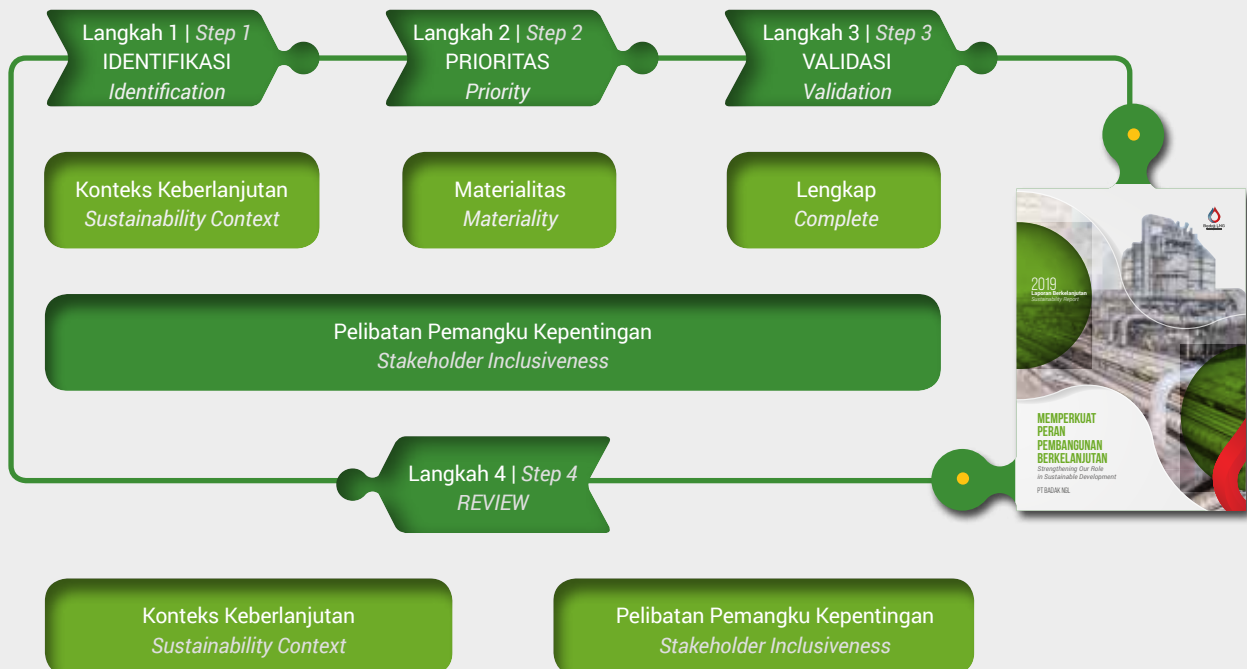 Langkah 1 | Step 1
IDENTIFIKASI
Identification
Langkah 2 | Step 2
PRIORITAS
Priority
Langkah 3 | Step 3
VALIDASI
Validation
Konteks Keberlanjutan
Sustainability Context
Materialitas
Materiality
Lengkap
Complete
Badak LNG
2019
Laporan Berkelanjutan
Sustainability Report
Pelibatan Pemangku Kepentingan
Stakeholder Inclusiveness
MEMPERKUAT
PERAN
PEMBANGUNAN
BERKELANJUTAN
Strengthening Our Role
in Sustainable Development
PT BADAK NGL
Langkah 4 | Step 4
REVIEW
Konteks Keberlanjutan
Sustainability Context
Pelibatan Pemangku Kepentingan
Stakeholder Inclusiveness